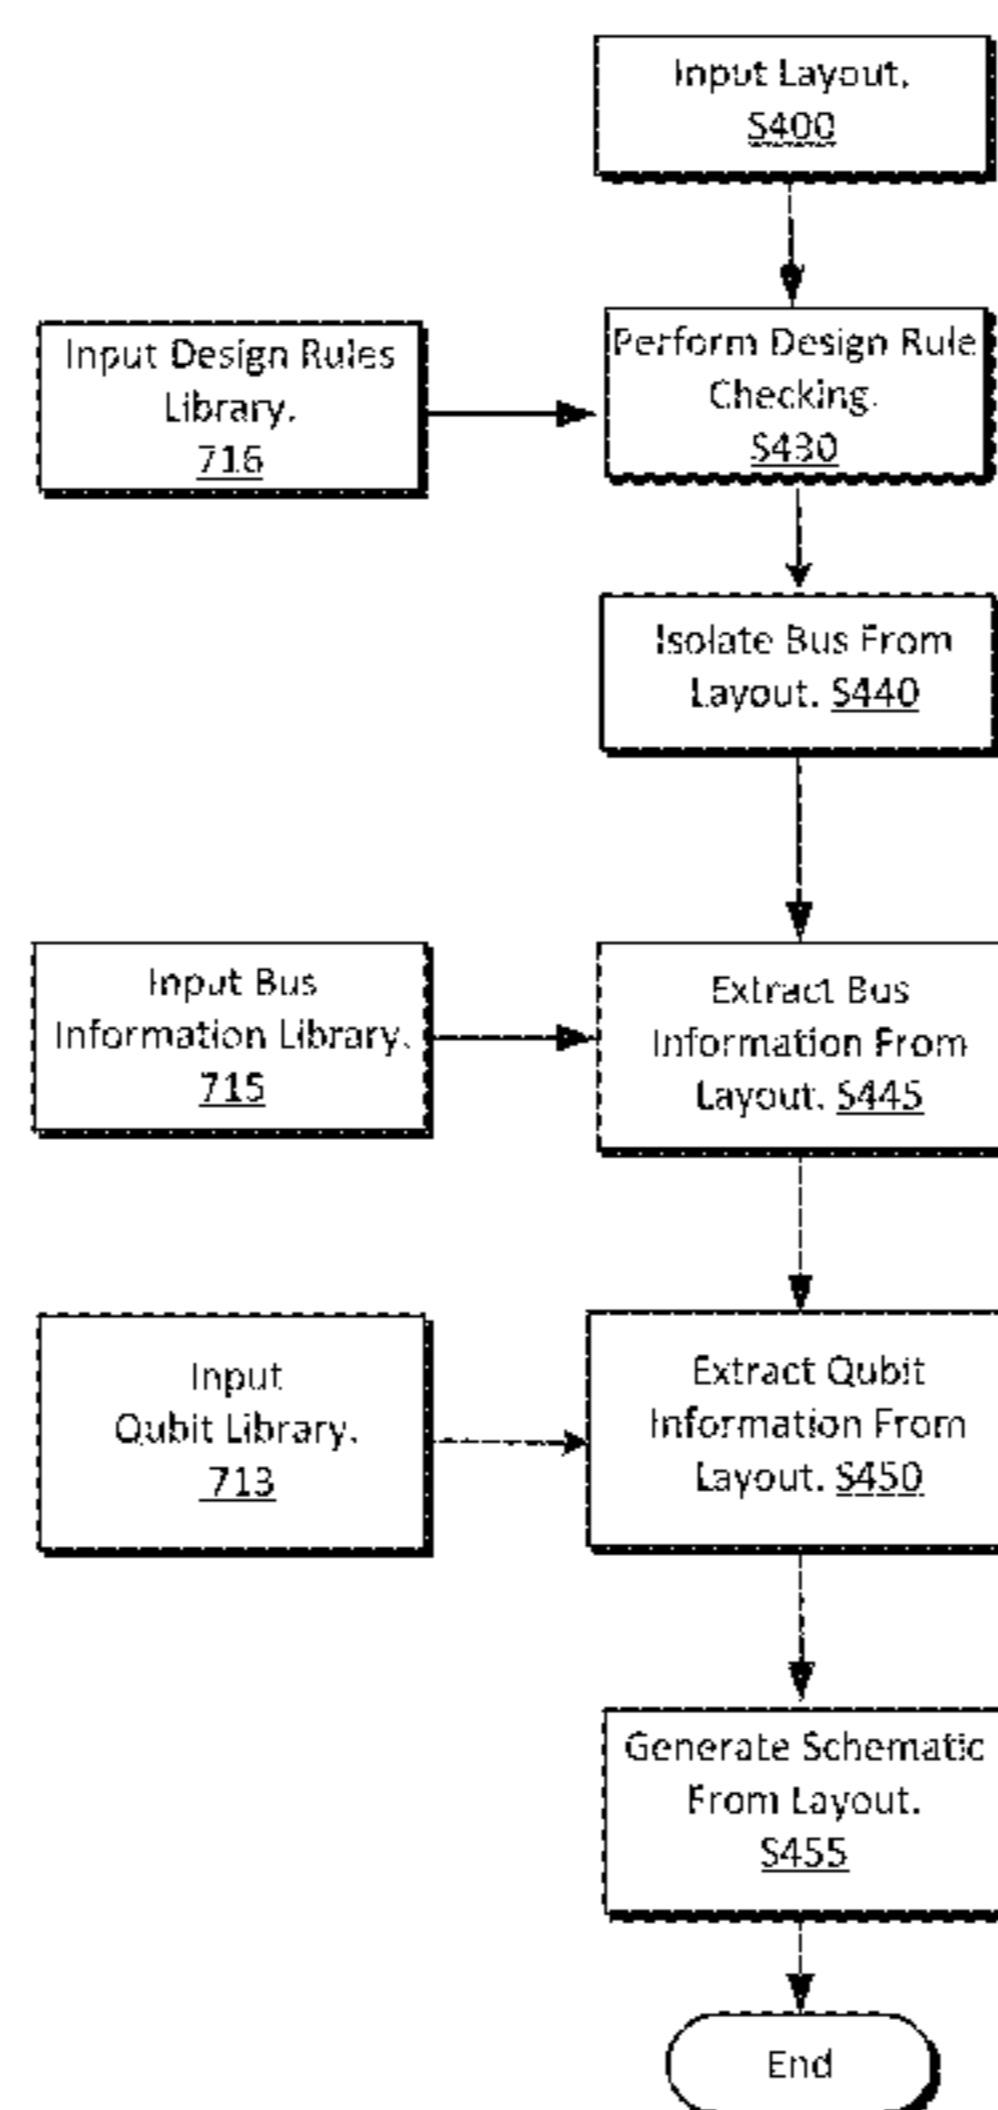 Input Layout.
S400
Input Design Rules
Library.
716
Perform Design Rule
Checking.
S430
Isolate Bus From
Layout. S440
Input Bus
Information Library.
715
Extract Bus
Information From
Layout. S445
Input
Qubit Library.
713
Extract Qubit
Information From
Layout. S450
Generate Schematic
From Layout.
S455
End